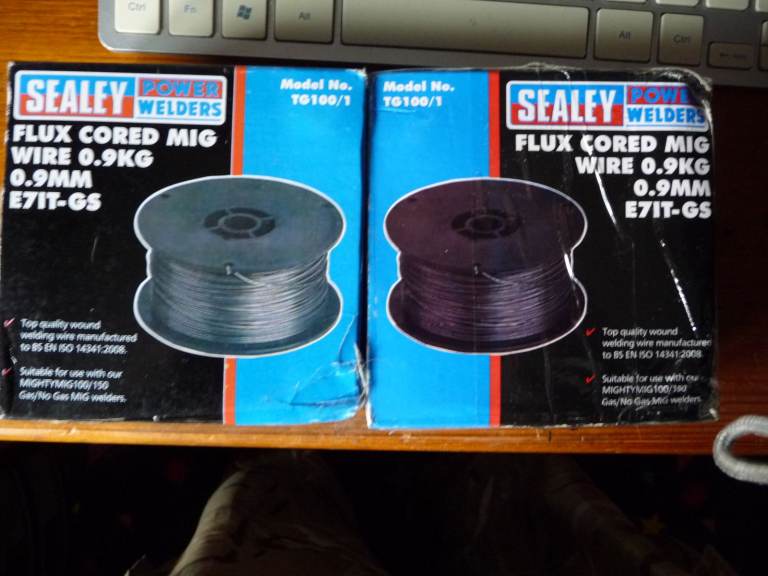 Ctrl
Fn
Alt
Alt
Ctrl
SEALEY
POWER
WELDERS
FLUX CORED MIG
WIRE 0.9KG
0.9MM
E71T-GS
Model No.
TG100/1
Top quality wound
welding wire manufactured
to BS EN ISO 14341:2008.
Suitable for use with our
MIGHTYMIG100/150
Gas/No Gas MIG welders.
Model No.
TG100/1
SEALEY
POWER
WELDERS
FLUX CORED MIG
WIRE 0.9KG
0.9MM
E71T-GS
Top quality wound
welding wire manufactured
to BS EN ISO 14341:2008.
Suitable for use with our
MIGHTYMIG100/150
Gas/No Gas MIG welders.